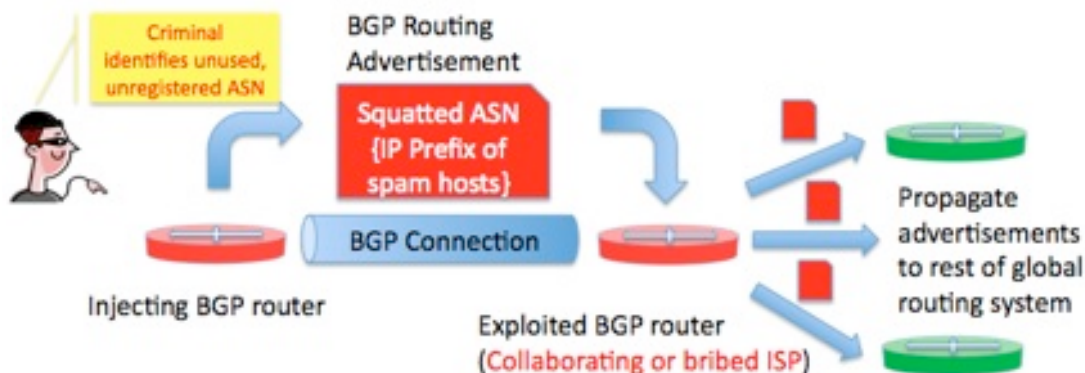 Criminal
identifies unused,
unregistered ASN
BGP Routing
Advertisement
Squatted ASN
{IP Prefix of
spam hosts}
BGP Connection
Injecting BGP router
Exploited BGP router
(Collaborating or bribed ISP)
Propagate
advertisements
to rest of global
routing system